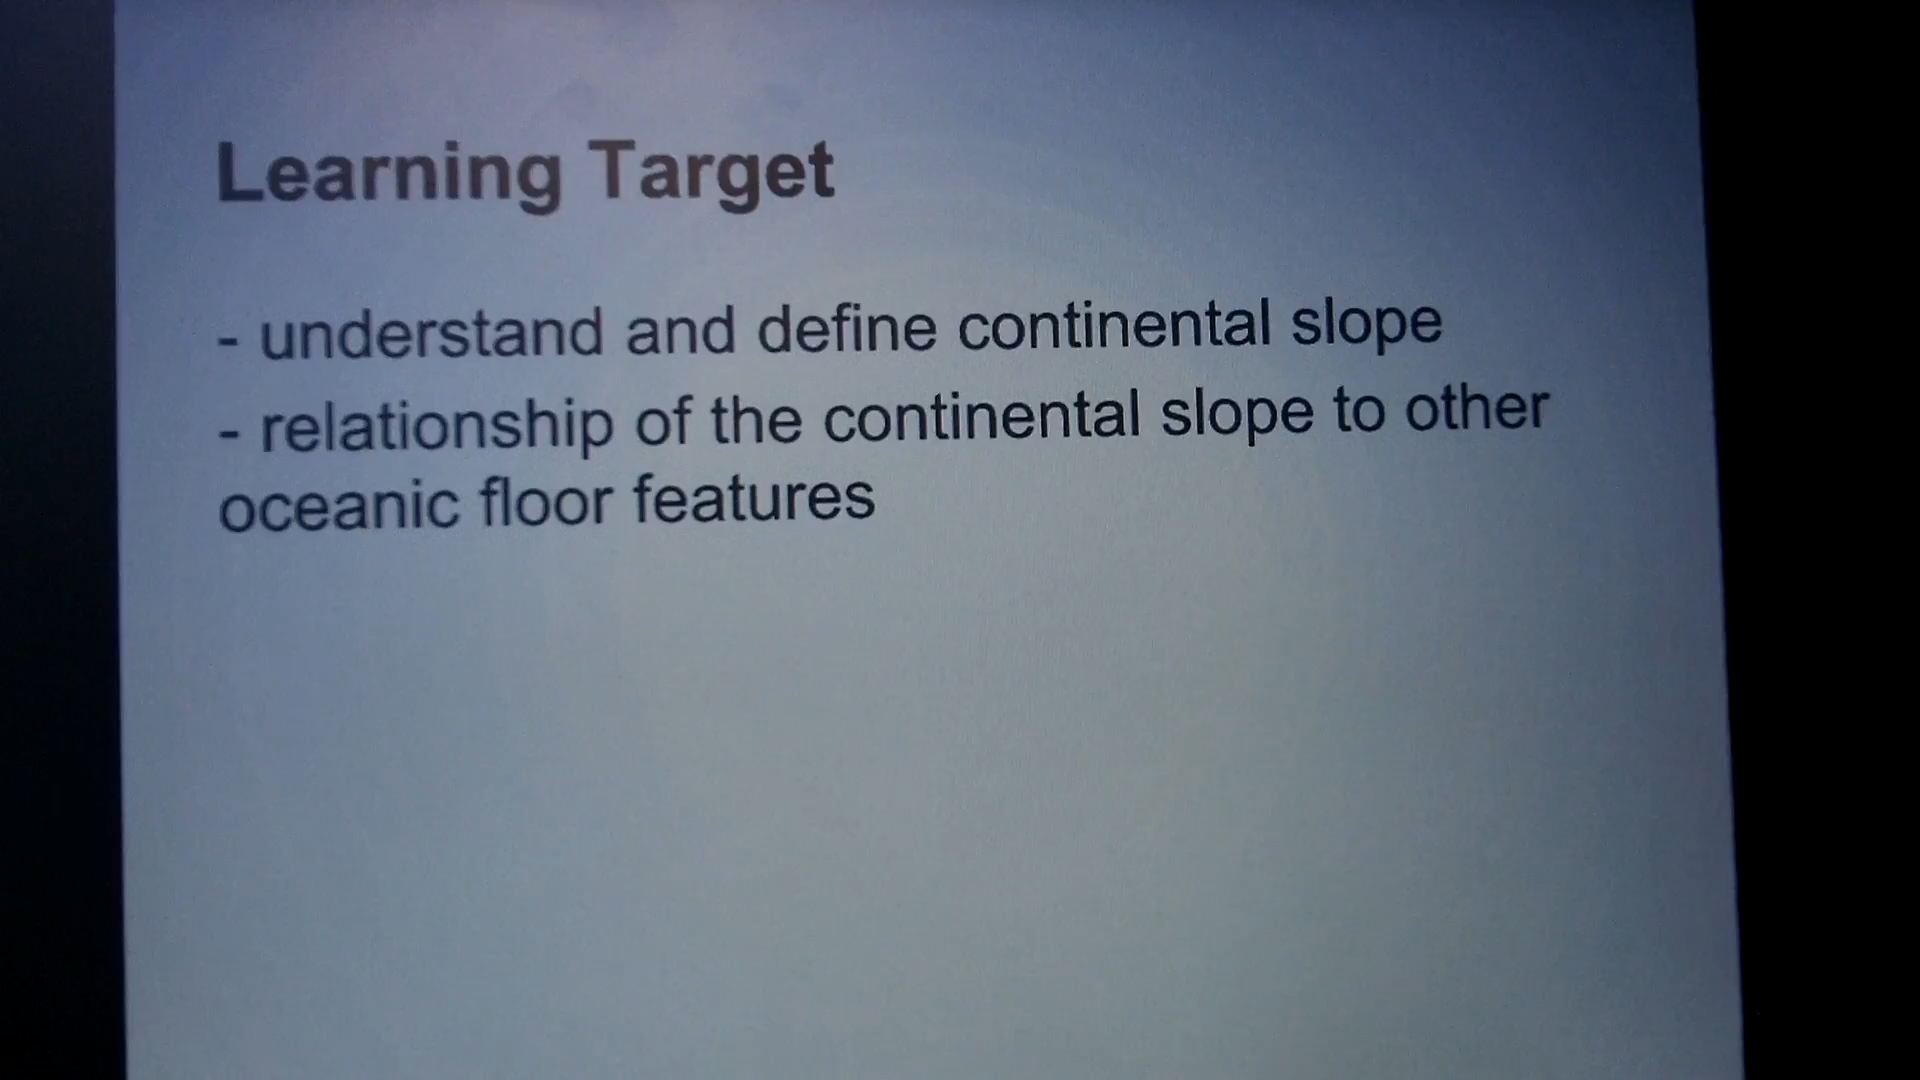 Learning Target
- understand and define continental slope
- relationship of the continental slope to other
oceanic floor features